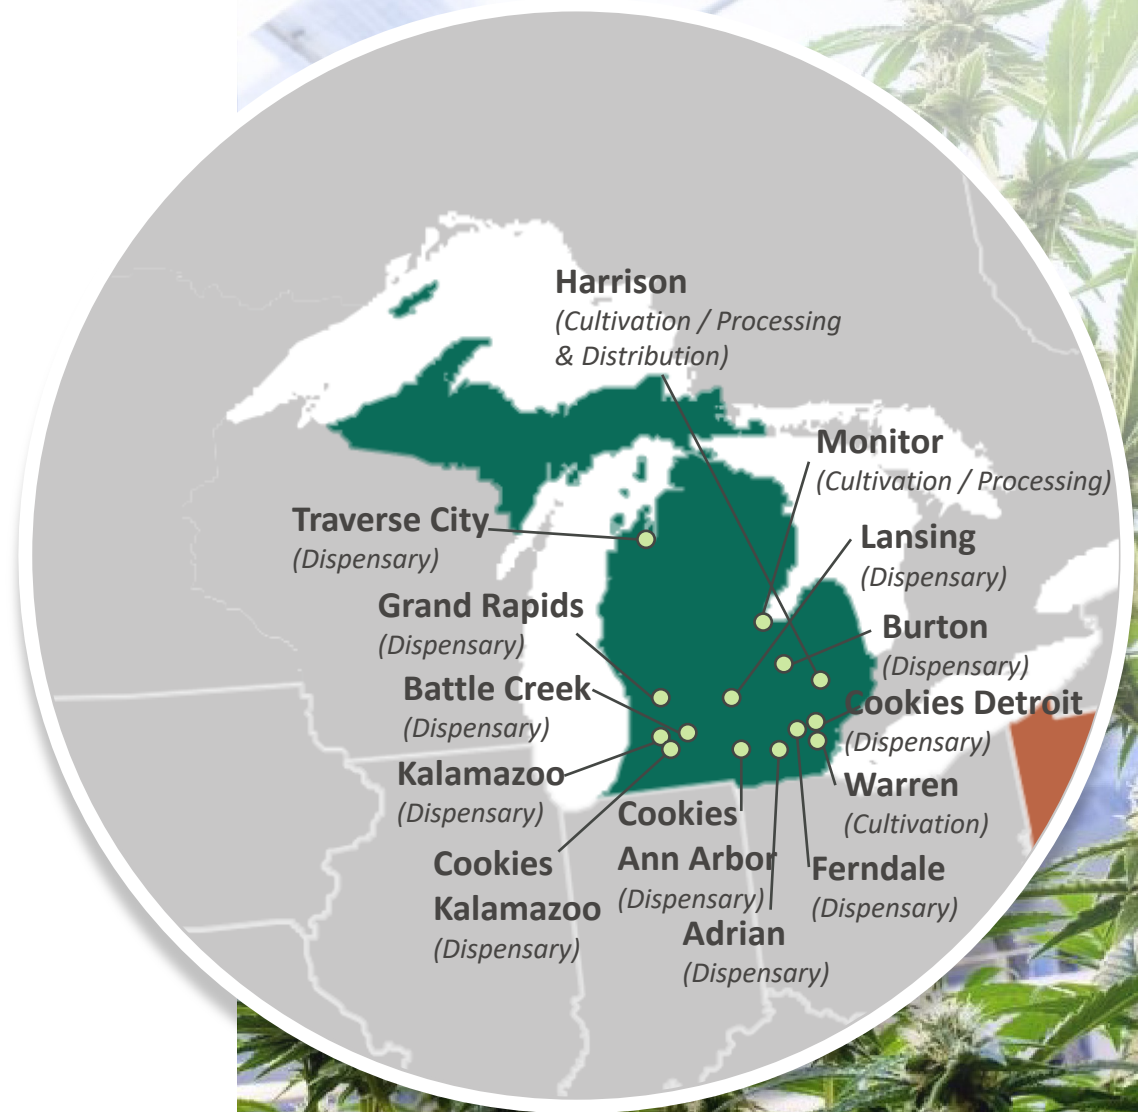 Harrison
(Cultivation / Processing
& Distribution)
Monitor
(Cultivation / Processing)
Traverse City
(Dispensary)
Lansing
(Dispensary)
Grand Rapids
(Dispensary)
Burton
(Dispensary)
Battle Creek
(Dispensary)
Cookies Detroit
(Dispensary)
Kalamazoo
(Dispensary)
Warren
(Cultivation)
Cookies
Ann Arbor
(Dispensary)
Cookies
Kalamazoo
(Dispensary)
Ferndale
(Dispensary)
Adrian
(Dispensary)